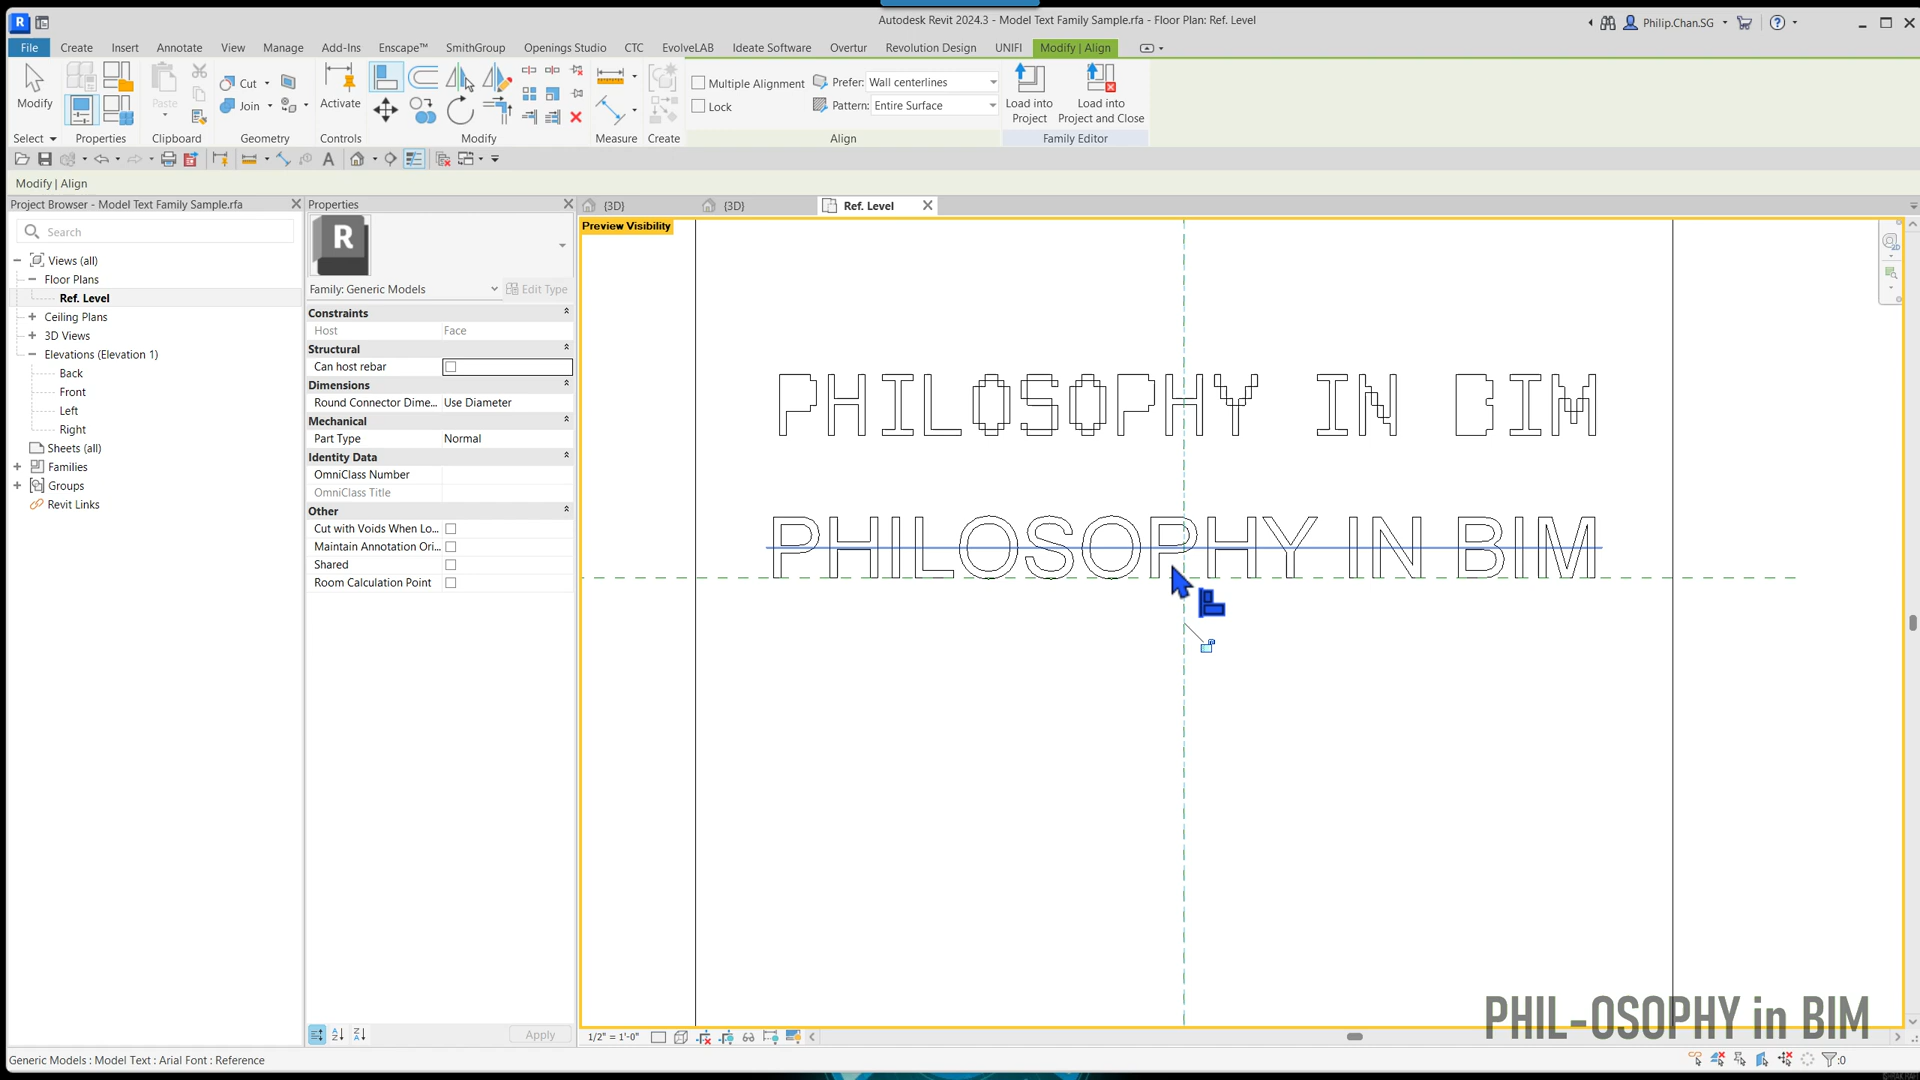 Autodesk Revit 2024.3 - Model Text Family Sample.rfa - Floor Plan: Ref. Level
Philip.Chan.SG
File Create Insert Annotate View Manage Add-Ins Enscape™ SmithGroup Openings Studio CTC EvolveLAB Ideate Software Overtur Revolution Design UNIFI Modify | Align
Modify
Paste
Cut
Join
Activate
Multiple Alignment
Lock
Prefer: Wall centerlines
Pattern: Entire Surface
Load into
Project
Load into
Project and Close
Select Properties Clipboard Geometry Controls Modify Measure Create Align Family Editor
Modify | Align
Project Browser - Model Text Family Sample.rfa
Search
Views (all)
Floor Plans
Ref. Level
Ceiling Plans
3D Views
Elevations (Elevation 1)
Back
Front
Left
Right
Sheets (all)
Families
Groups
Revit Links
Properties
R
Family: Generic Models
Edit Type
Constraints
Host Face
Structural
Can host rebar
Dimensions
Round Connector Dime... Use Diameter
Mechanical
Part Type Normal
Identity Data
OmniClass Number
OmniClass Title
Other
Cut with Voids When Lo...
Maintain Annotation Ori...
Shared
Room Calculation Point
Apply
{3D}
{3D}
Ref. Level
Preview Visibility
PHILOSOPHY IN BIM
PHILOSOPHY IN BIM
PHIL-OSOPHY in BIM
1/2" = 1'-0"
Generic Models : Model Text : Arial Font : Reference
:0